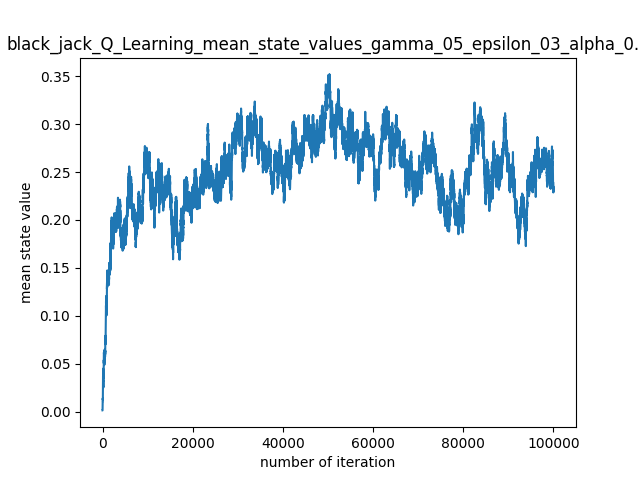 black_jack_Q_Learning_mean_state_values_gamma_05_epsilon_03_alpha_0.
0.35
0.30
0.25
0.20
0.15
0.10
0.05
0.00
mean state value
0 20000 40000 60000 80000 100000
number of iteration